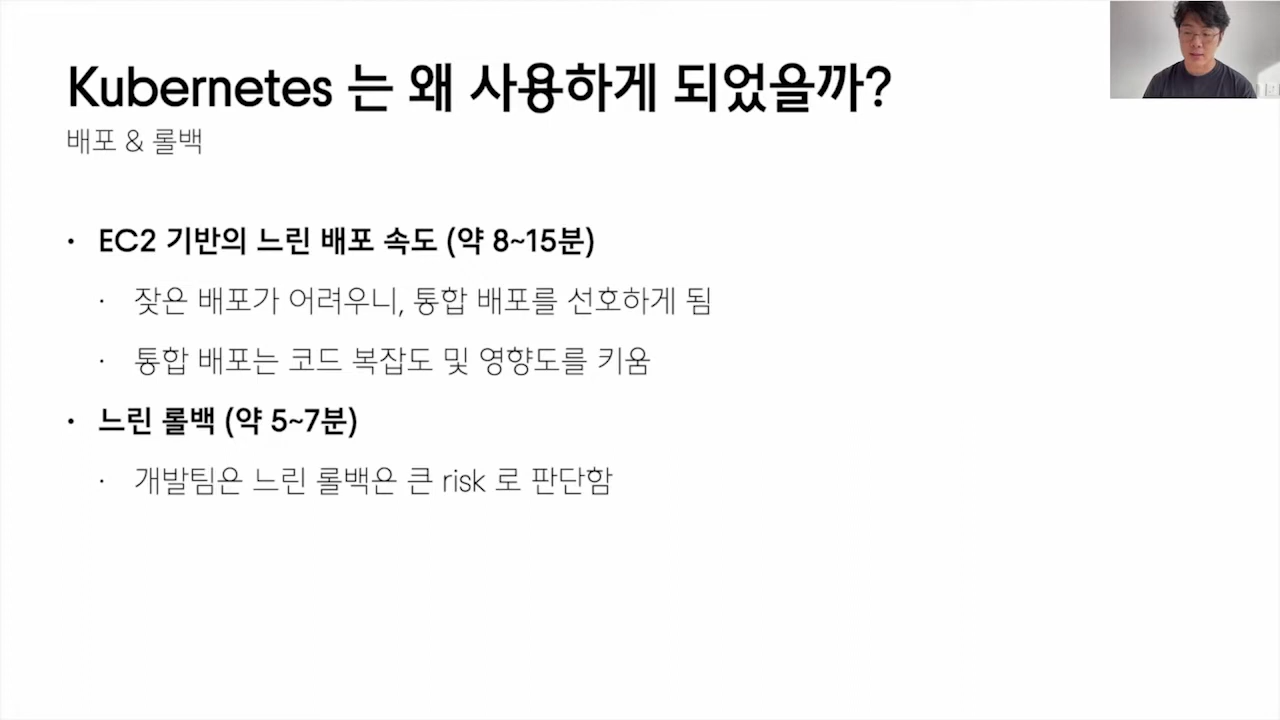 Kubernetes 는 왜 사용하게 되었을까?
배포 & 롤백
• EC2 기반의 느린 배포 속도 (약 8~15분)
· 잦은 배포가 어려우니, 통합 배포를 선호하게 됨
· 통합 배포는 코드 복잡도 및 영향도를 키움
• 느린 롤백 (약 5~7분)
· 개발팀은 느린 롤백은 큰 risk 로 판단함